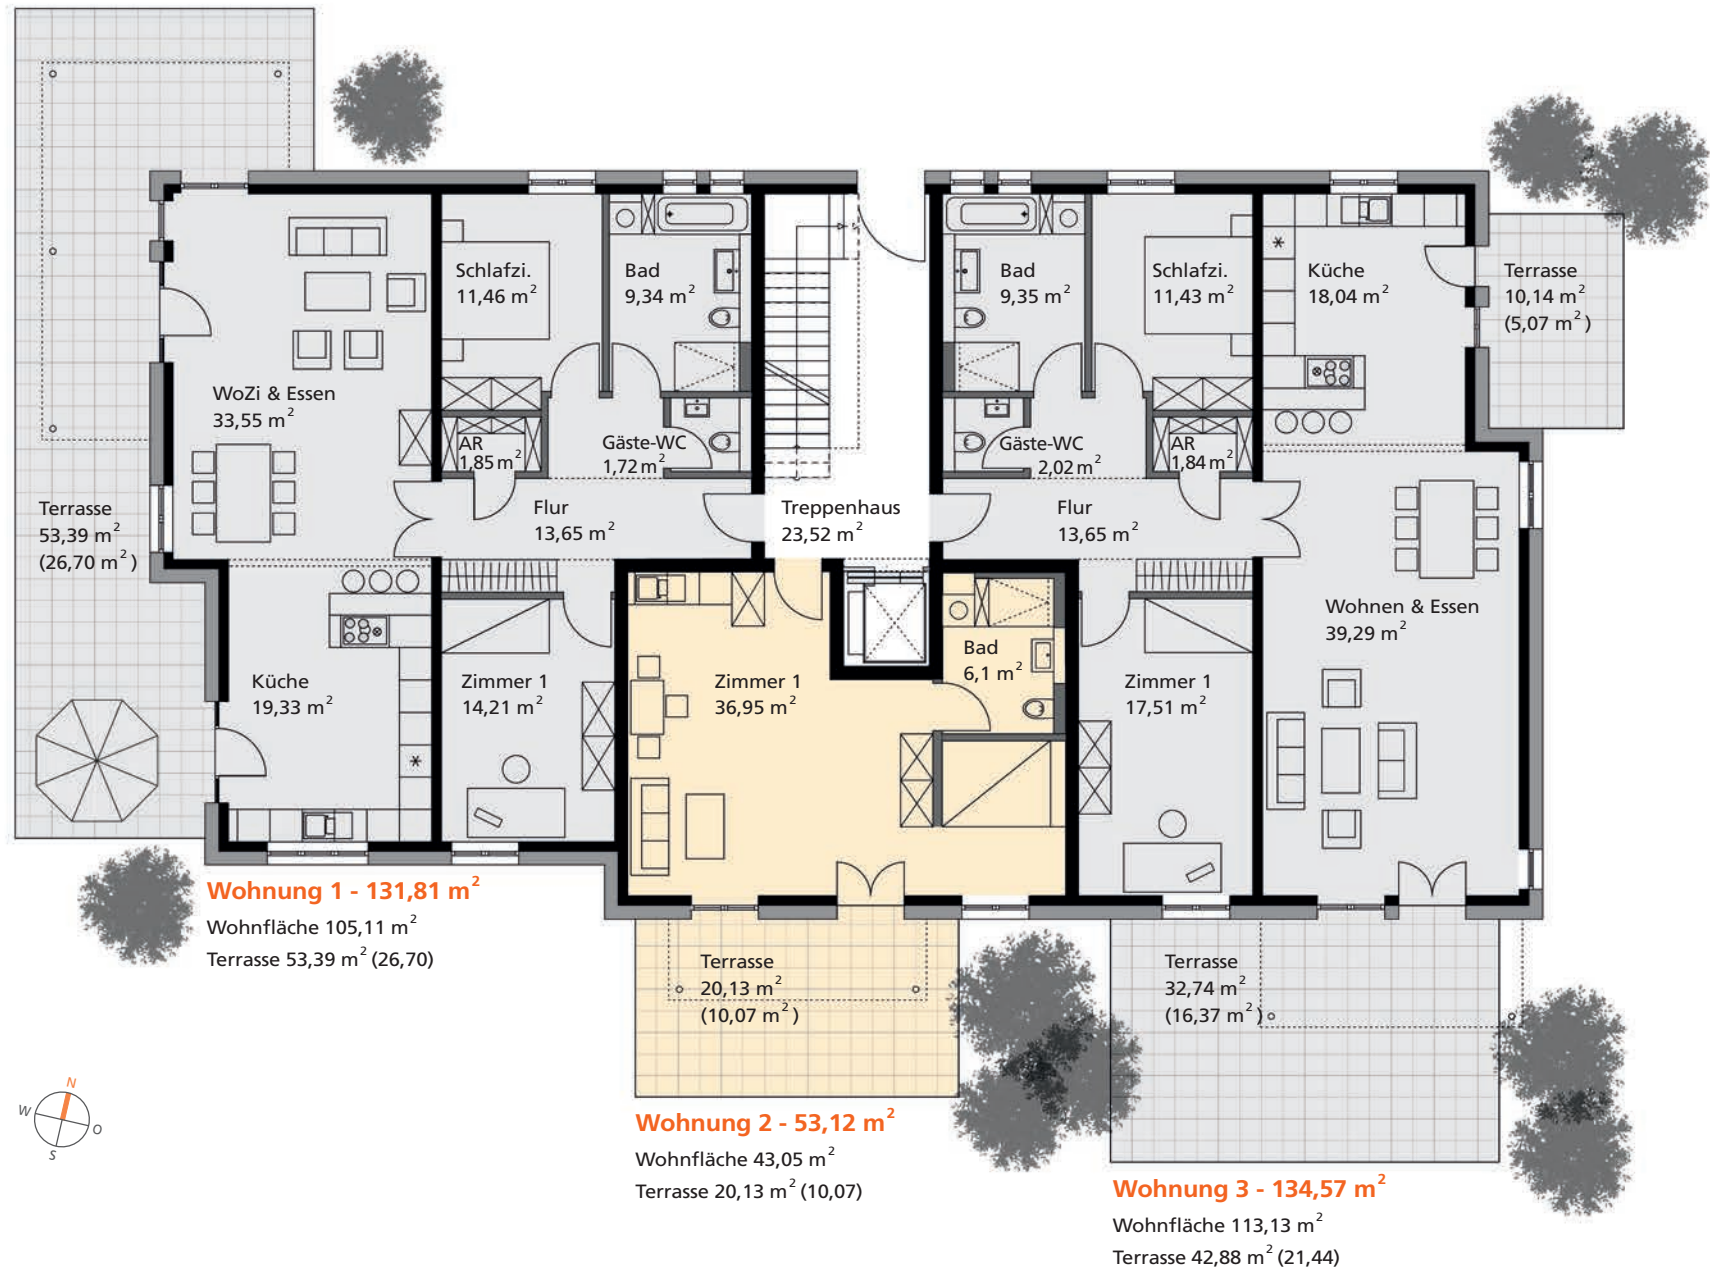 Schlafzi.
11,46 m²
Bad
9,34 m²
Bad
9,35 m²
Schlafzi.
11,43 m²
Küche
18,04 m²
Terrasse
10,14 m²
(5,07 m²)
WoZi & Essen
33,55 m²
AR
1,85 m²
Gäste-WC
1,72 m²
Gäste-WC
2,02 m²
AR
1,84 m²
Terrasse
53,39 m²
(26,70 m²)
Flur
13,65 m²
Treppenhaus
23,52 m²
Flur
13,65 m²
Wohnen & Essen
39,29 m²
Küche
19,33 m²
Zimmer 1
14,21 m²
Zimmer 1
36,95 m²
Bad
6,1 m²
Zimmer 1
17,51 m²
Wohnung 1 - 131,81 m²
Wohnfläche 105,11 m²
Terrasse 53,39 m² (26,70)
Terrasse
20,13 m²
(10,07 m²)
Terrasse
32,74 m²
(16,37 m²)
N
W
O
S
Wohnung 2 - 53,12 m²
Wohnfläche 43,05 m²
Terrasse 20,13 m² (10,07)
Wohnung 3 - 134,57 m²
Wohnfläche 113,13 m²
Terrasse 42,88 m² (21,44)